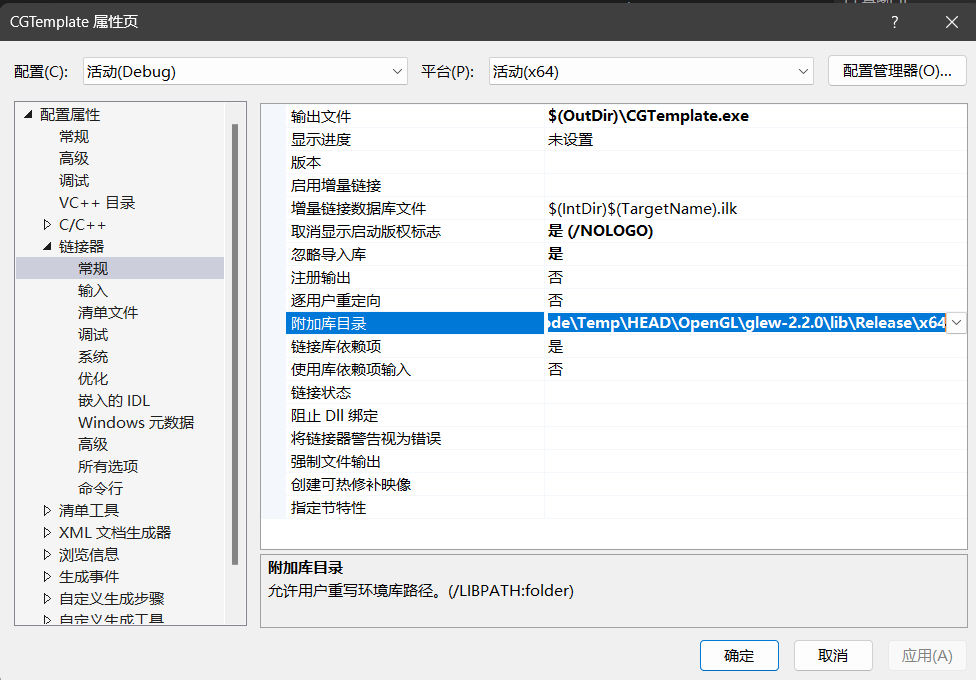 CGTemplate 属性页
配置(C): 活动(Debug) 平台(P): 活动(x64) 配置管理器(O)...
配置属性
常规
高级
调试
VC++ 目录
C/C++
链接器
常规
输入
清单文件
调试
系统
优化
嵌入的 IDL
Windows 元数据
高级
所有选项
命令行
清单工具
XML 文档生成器
浏览信息
生成事件
自定义生成步骤
自定义生成工具
输出文件 $(OutDir)\CGTemplate.exe
显示进度 未设置
版本
启用增量链接
增量链接数据库文件 $(IntDir)$(TargetName).ilk
取消显示启动版权标志 是 (/NOLOGO)
忽略导入库 是
注册输出 否
逐用户重定向 否
附加库目录 ode\Temp\HEAD\OpenGL\glew-2.2.0\lib\Release\x64
链接库依赖项 是
使用库依赖项输入 否
链接状态
阻止 Dll 绑定
将链接器警告视为错误
强制文件输出
创建可热修补映像
指定节特性
附加库目录
允许用户重写环境库路径。(/LIBPATH:folder)
确定 取消 应用(A)